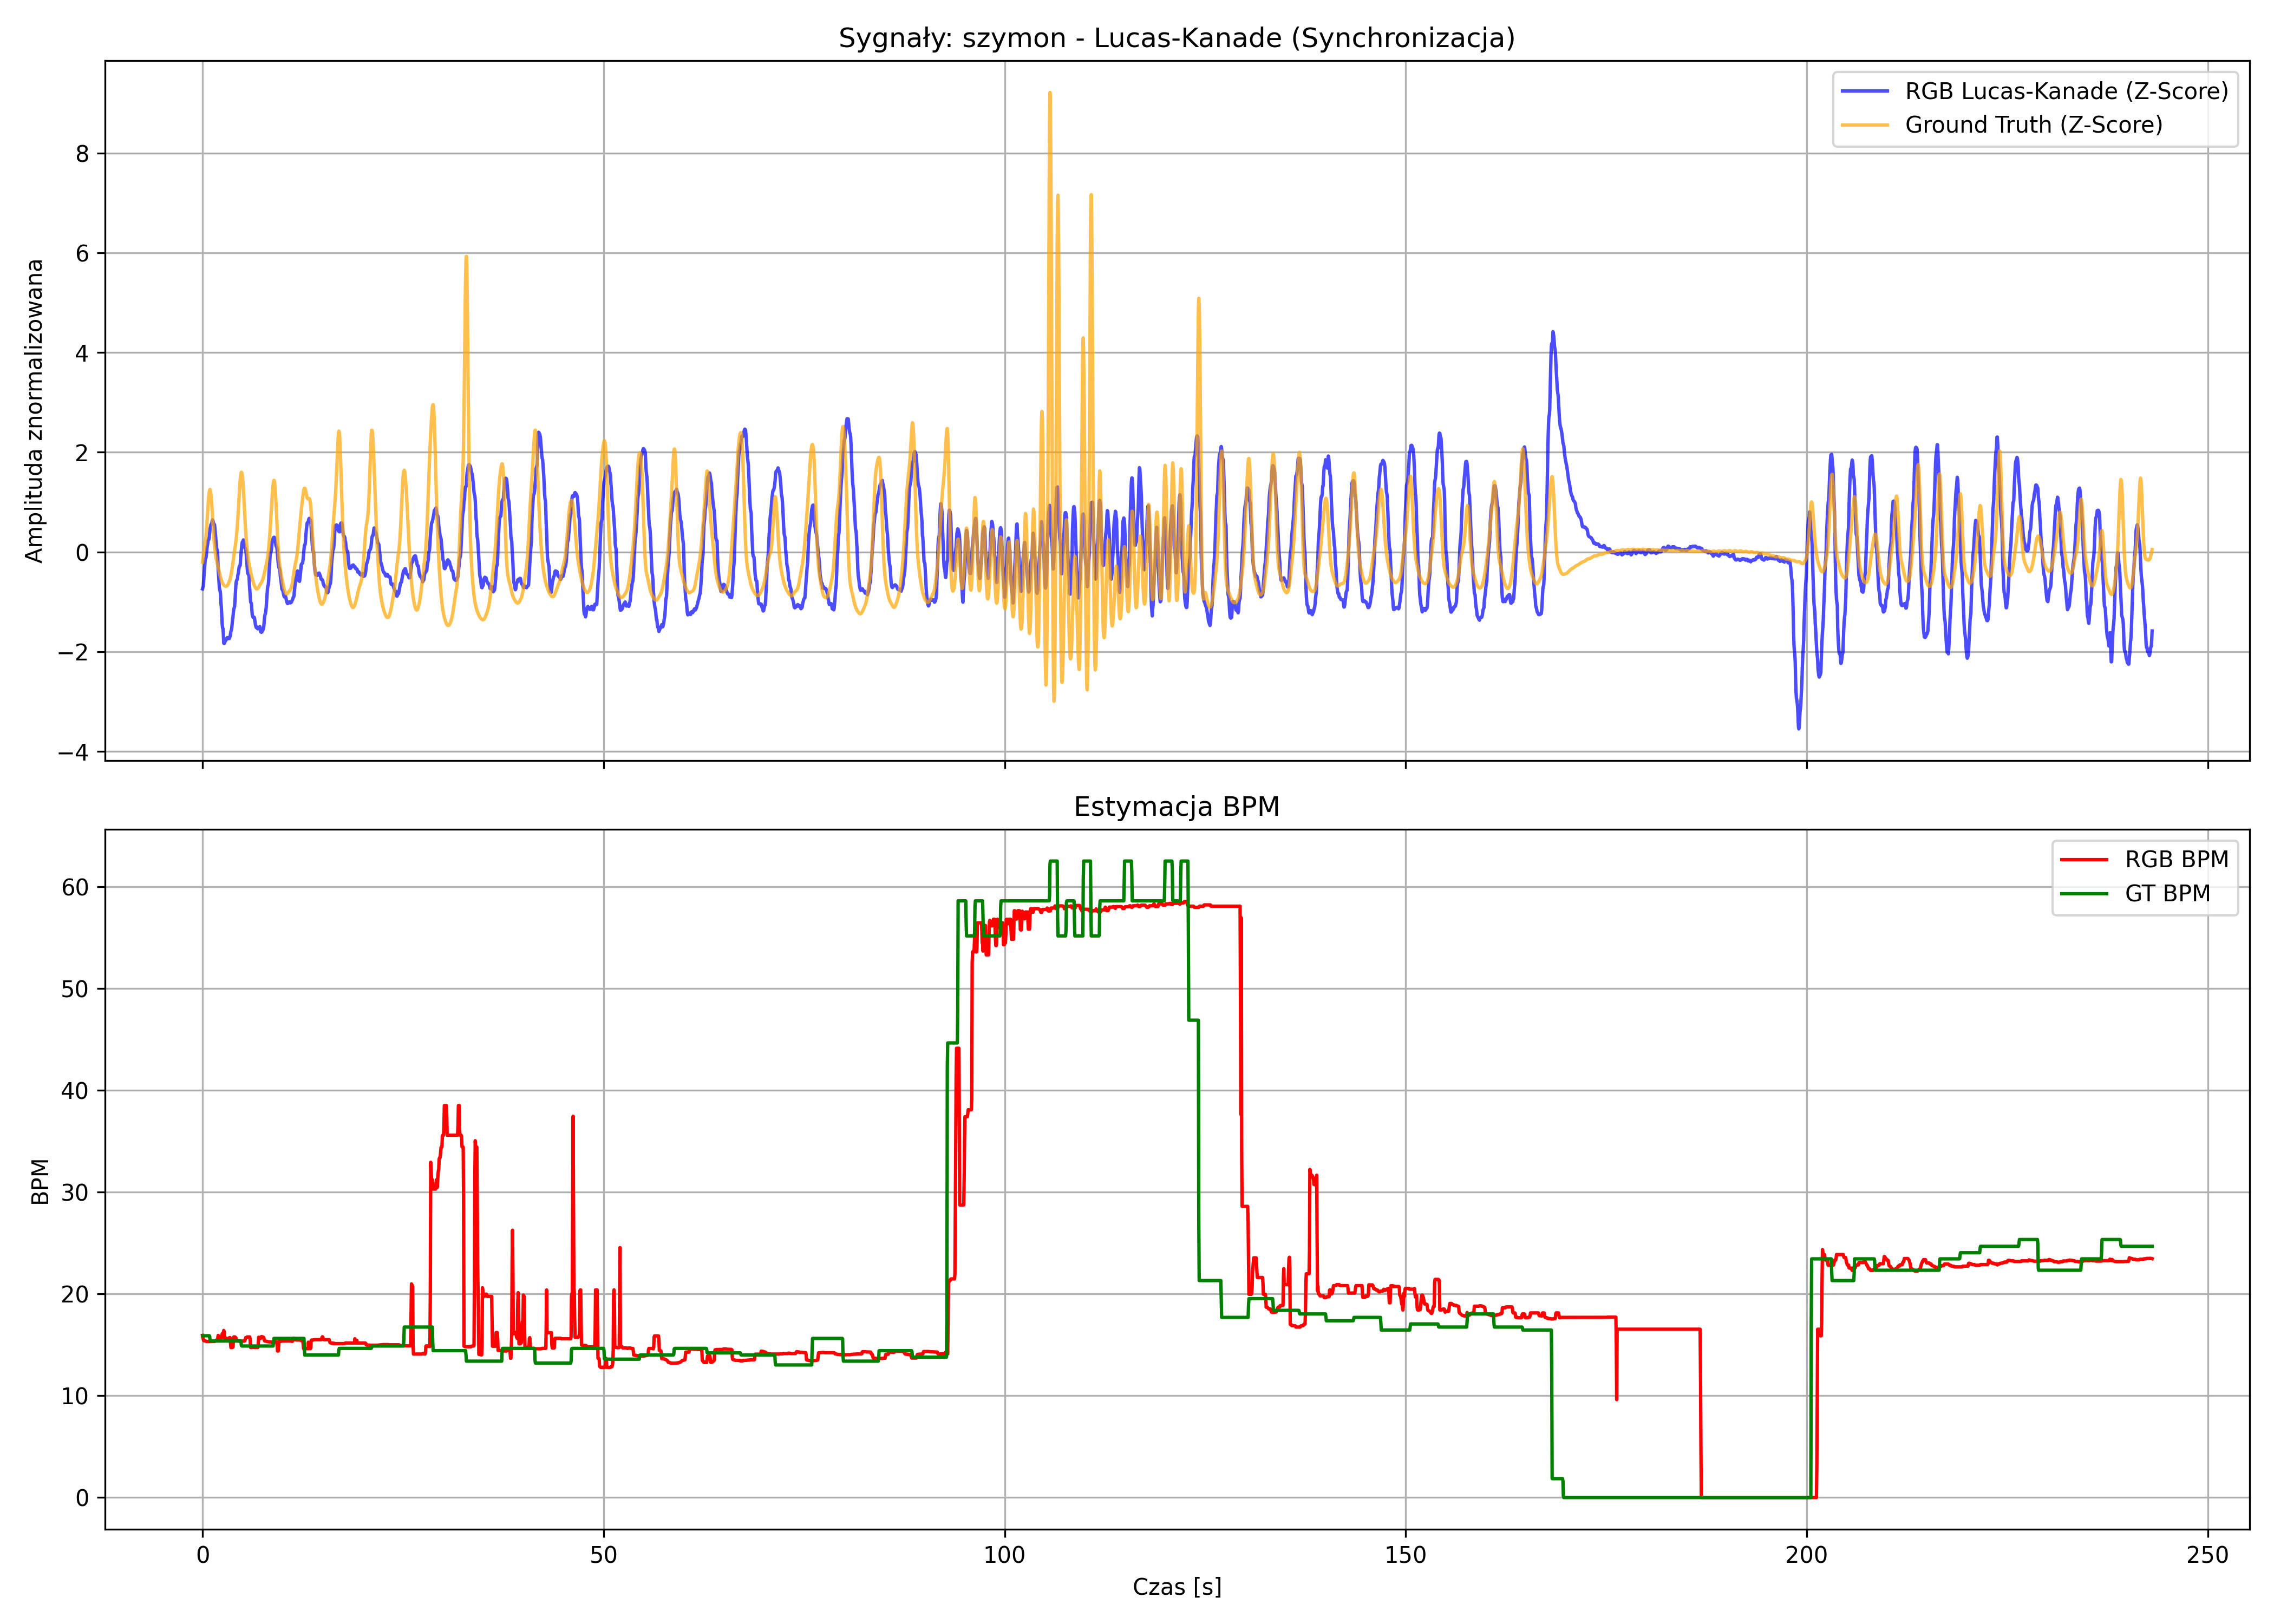 Sygnały: szymon - Lucas-Kanade (Synchronizacja)
RGB Lucas-Kanade (Z-Score)
Ground Truth (Z-Score)
Amplituda znormalizowana
8
6
4
2
0
−2
−4
Estymacja BPM
RGB BPM
GT BPM
BPM
60
50
40
30
20
10
0
0 50 100 150 200 250
Czas [s]